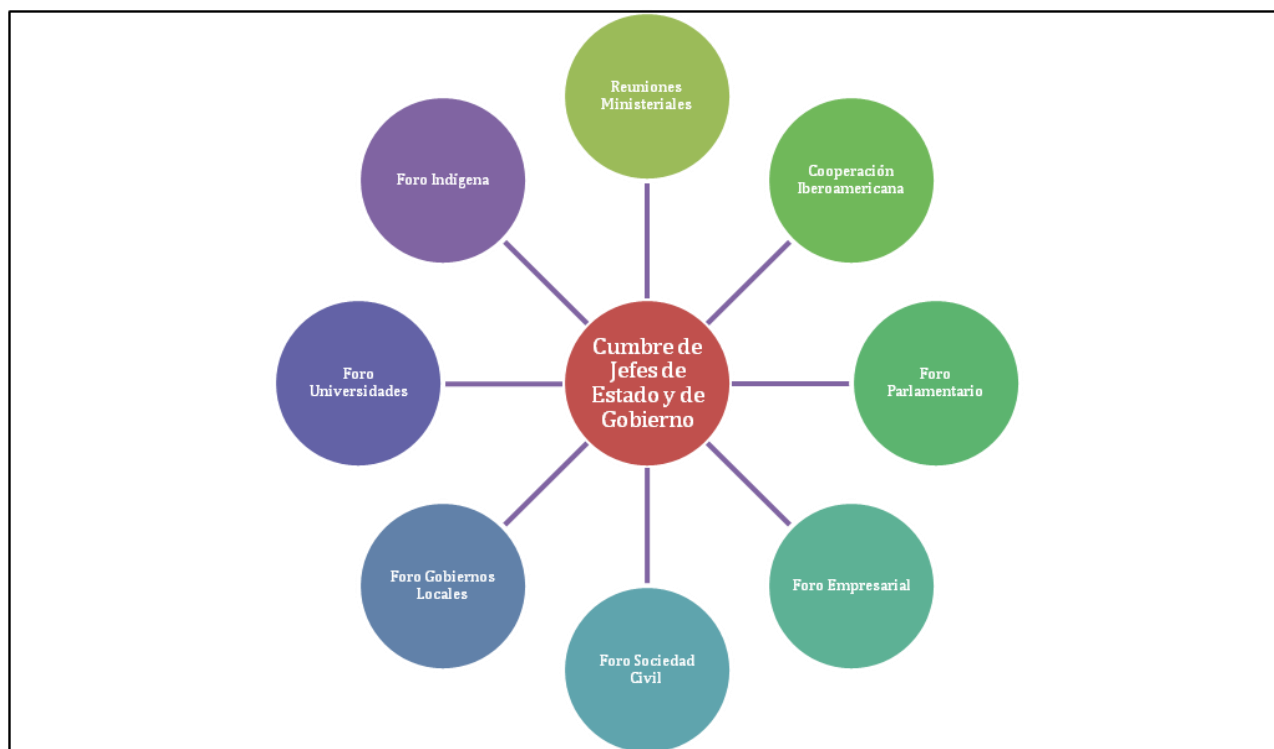 Reuniones
Ministeriales
Cooperación
Iberoamericana
Foro
Parlamentario
Foro Empresarial
Foro Sociedad
Civil
Foro Gobiernos
Locales
Foro
Universidades
Foro Indígena
Cumbre de
Jefes de
Estado y de
Gobierno